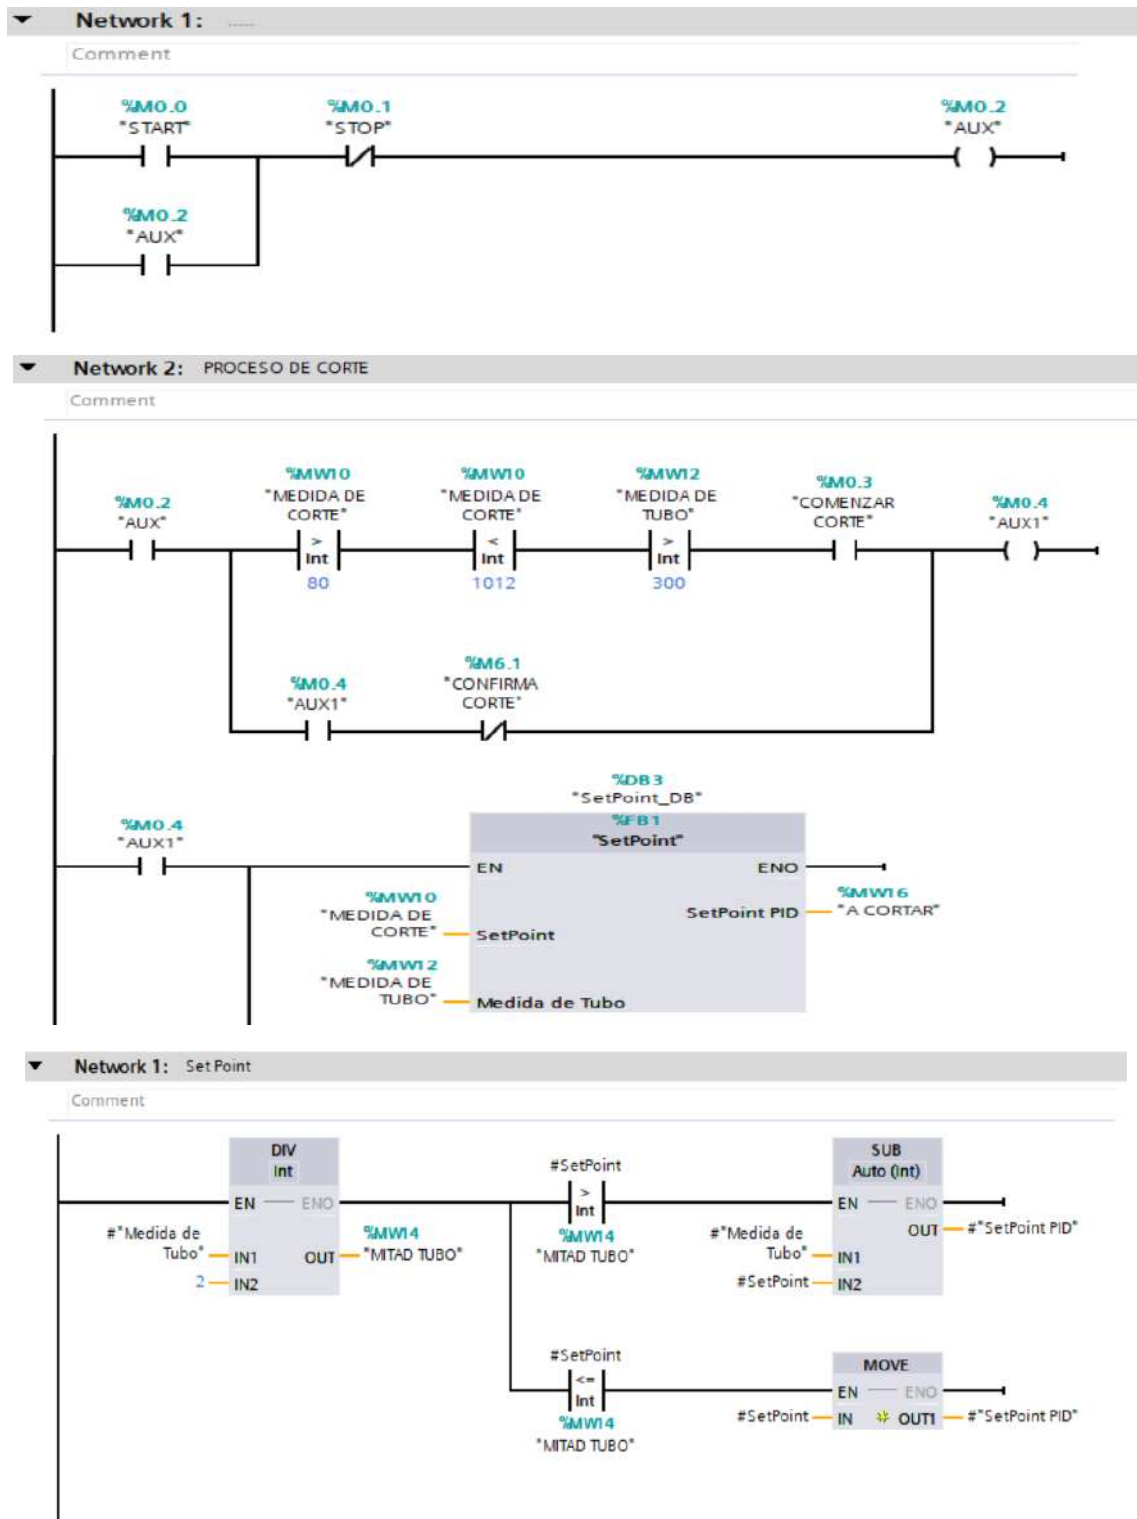 Network 1: .....
Comment
%M0.0
"START"
%M0.1
"STOP"
%M0.2
"AUX"
%M0.2
"AUX"
Network 2: PROCESO DE CORTE
Comment
%M0.2
"AUX"
%MW10
"MEDIDA DE
CORTE"
>
Int
80
%MW10
"MEDIDA DE
CORTE"
<
Int
1012
%MW12
"MEDIDA DE
TUBO"
>
Int
300
%M0.3
"COMENZAR
CORTE"
%M0.4
"AUX1"
%M0.4
"AUX1"
%M6.1
"CONFIRMA
CORTE"
%M0.4
"AUX1"
%DB3
"SetPoint_DB"
%FB1
"SetPoint"
EN
ENO
%MW10
"MEDIDA DE
CORTE"
SetPoint
SetPoint PID
%MW16
"A CORTAR"
%MW12
"MEDIDA DE
TUBO"
Medida de Tubo
Network 1: Set Point
Comment
DIV
Int
EN ENO
#"Medida de
Tubo"
IN1
OUT
%MW14
"MITAD TUBO"
2
IN2
#SetPoint
>
Int
%MW14
"MITAD TUBO"
SUB
Auto (Int)
EN ENO
OUT
#"SetPoint PID"
#"Medida de
Tubo"
IN1
#SetPoint
IN2
#SetPoint
<=
Int
%MW14
"MITAD TUBO"
MOVE
EN ENO
#SetPoint
IN
OUT1
#"SetPoint PID"